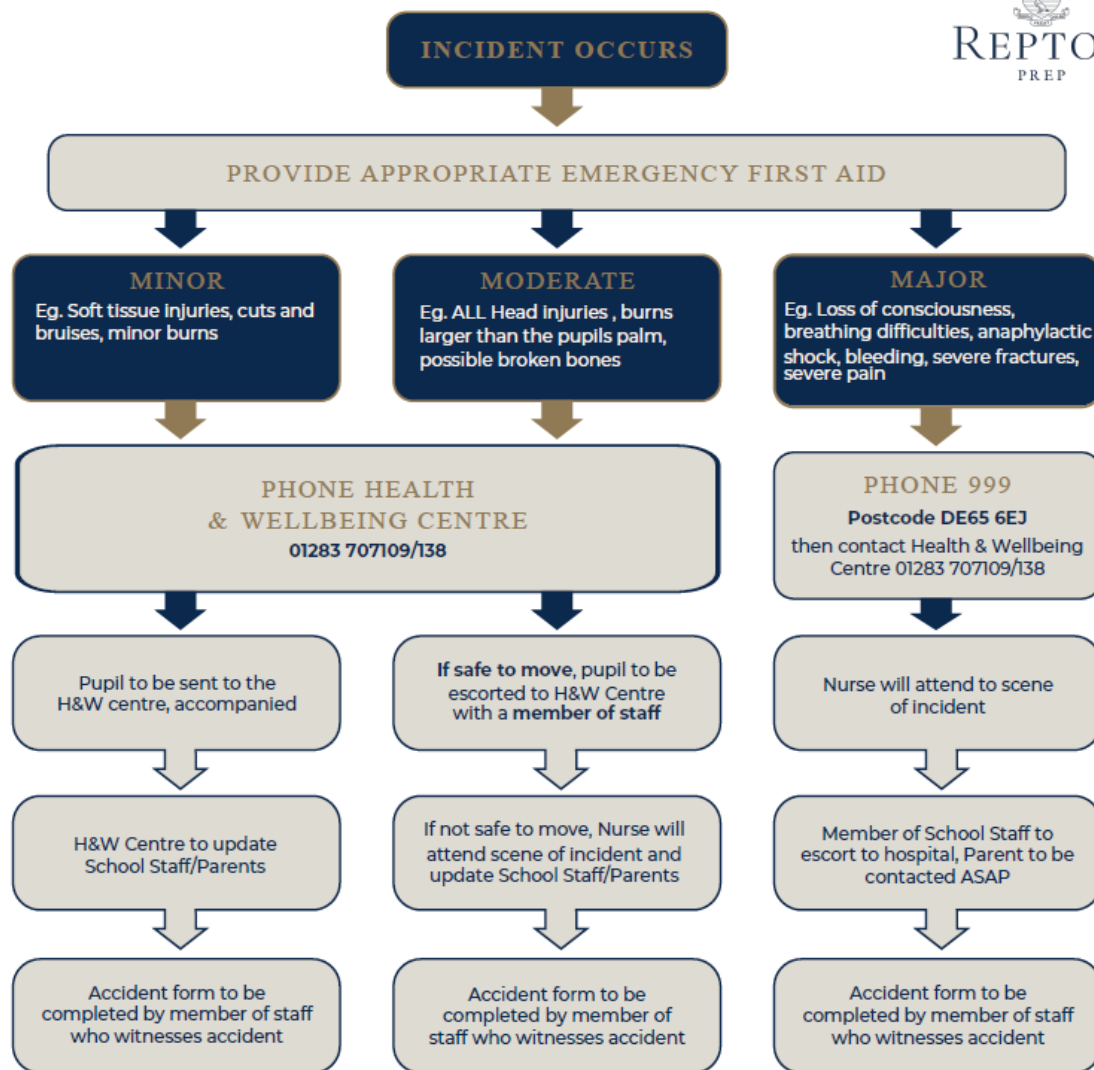 INCIDENT OCCURS
REPTO
PREP
PROVIDE APPROPRIATE EMERGENCY FIRST AID
MINOR
Eg. Soft tissue injuries, cuts and
bruises, minor burns
MODERATE
Eg. ALL Head injuries , burns
larger than the pupils palm,
possible broken bones
MAJOR
Eg. Loss of consciousness,
breathing difficulties, anaphylactic
shock, bleeding, severe fractures,
severe pain
PHONE HEALTH
& WELLBEING CENTRE
01283 707109/138
PHONE 999
Postcode DE65 6EJ
then contact Health & Wellbeing
Centre 01283 707109/138
Pupil to be sent to the
H&W centre, accompanied
If safe to move, pupil to be
escorted to H&W Centre
with a member of staff
Nurse will attend to scene
of incident
H&W Centre to update
School Staff/Parents
If not safe to move, Nurse will
attend scene of incident and
update School Staff/Parents
Member of School Staff to
escort to hospital, Parent to be
contacted ASAP
Accident form to be
completed by member of staff
who witnesses accident
Accident form to be
completed by member of
staff who witnesses accident
Accident form to be
completed by member of staff
who witnesses accident